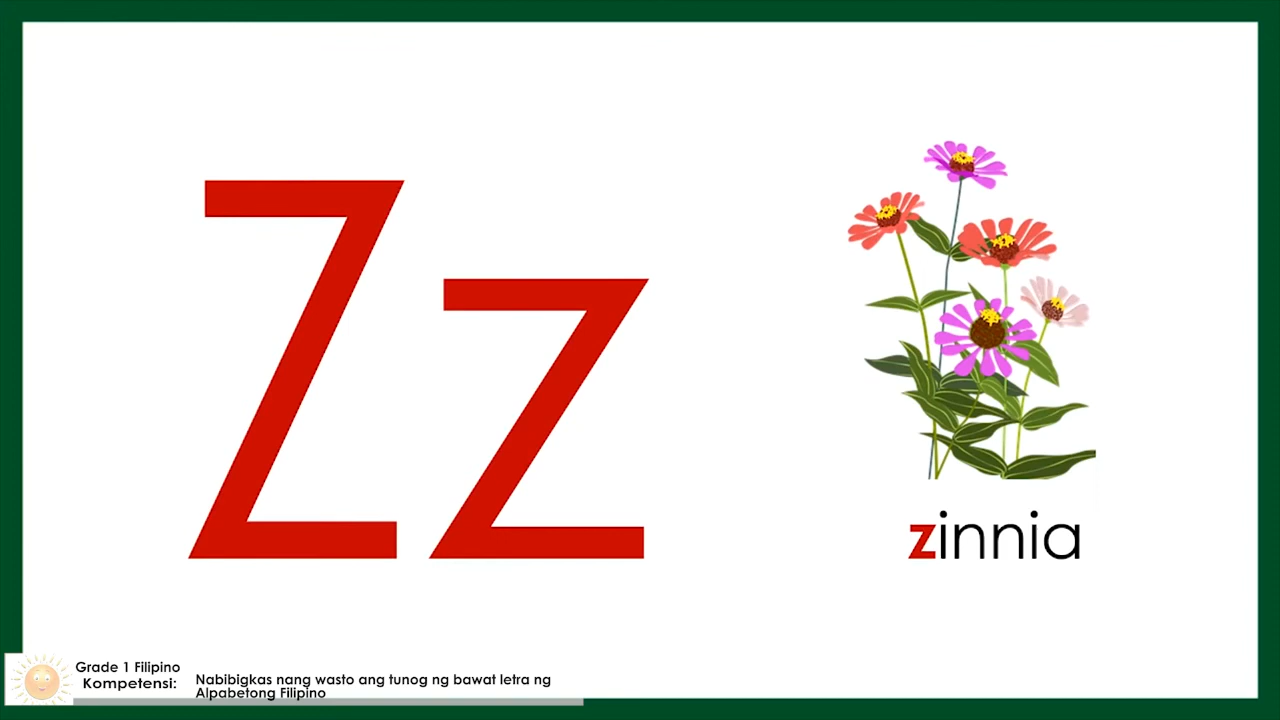 Zz
zinnia
Grade 1 Filipino
Kompetensi:
Nabibigkas nang wasto ang tunog ng bawat letra ng
Alpabetong Filipino